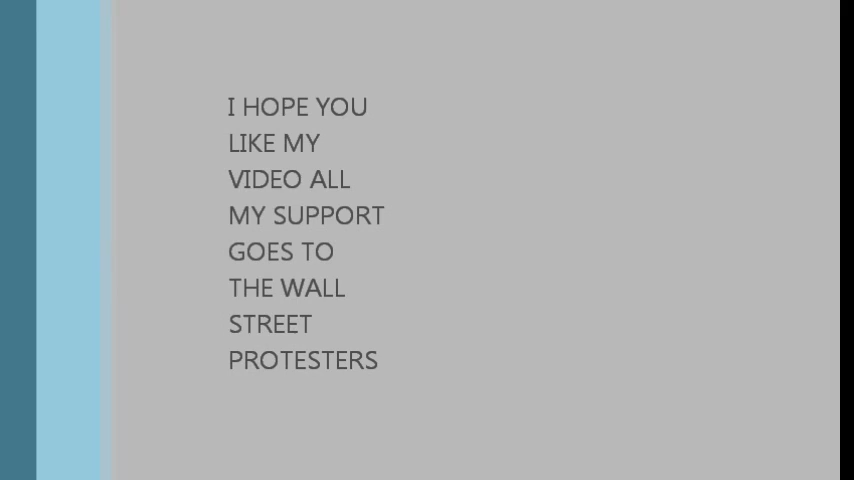 I HOPE YOU
LIKE MY
VIDEO ALL
MY SUPPORT
GOES TO
THE WALL
STREET
PROTESTERS